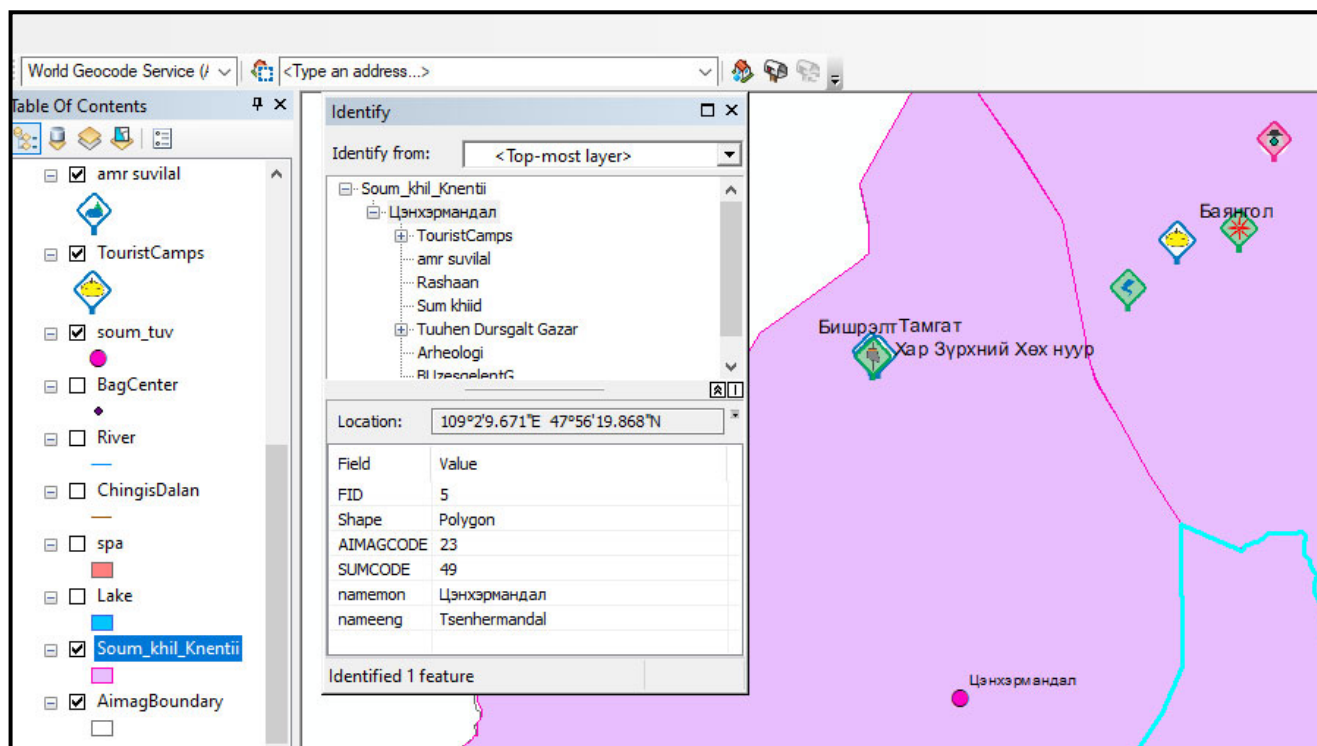 World Geocode Service (/
<Type an address...>
Table Of Contents
amr suvilal
TouristCamps
soum_tuv
BagCenter
River
ChingisDalan
spa
Lake
Soum_khil_Knentii
AimagBoundary
Identify
Identify from:
<Top-most layer>
Soum_khil_Knentii
Цэнхэрмандал
TouristCamps
amr suvilal
Rashaan
Sum khiid
Tuuhen Dursgalt Gazar
Arheologi
BUzesgelentG
Location:
109°2'9.671"E 47°56'19.868"N
Field Value
FID 5
Shape Polygon
AIMAGCODE 23
SUMCODE 49
namemon Цэнхэрмандал
nameeng Tsenhermandal
Identified 1 feature
Баянгол
Бишрэлт Тамгат
Хар Зүрхний Хөх нуур
Цэнхэрмандал